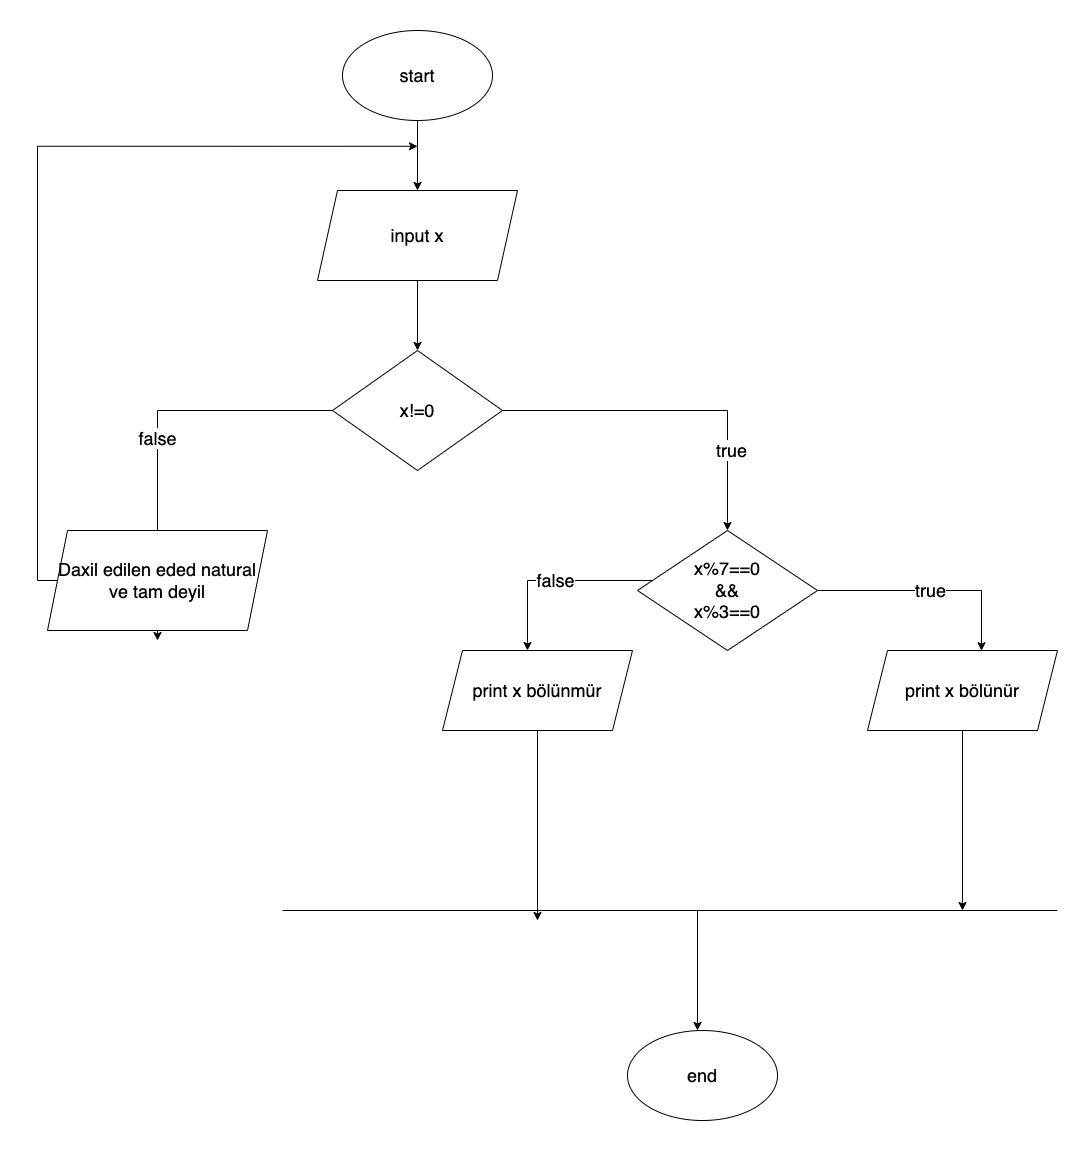 start
input x
x!=0
false
true
Daxil edilen eded natural
ve tam deyil
x%7==0
&&
x%3==0
false
true
print x bölünmür
print x bölünür
end